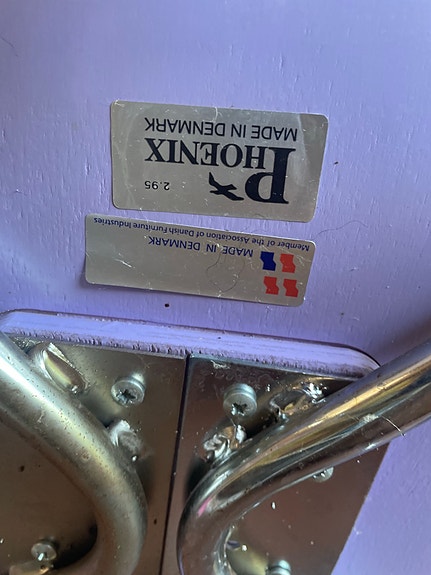 PHOENIX
2.95
MADE IN DENMARK
MADE IN DENMARK
Member of the Association of Danish Furniture Industries